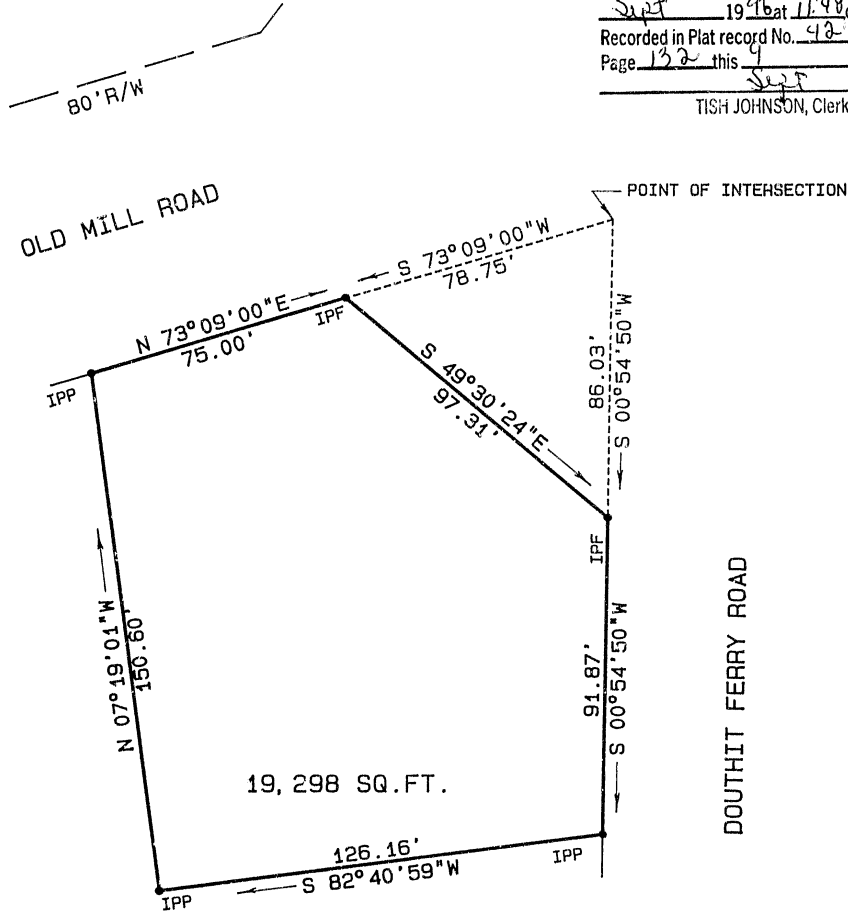 Sept 19 96 at 11:48
Recorded in Plat record No. 42
Page 132 this 9
Sept
TISH JOHNSON, Clerk
80'R/W
OLD MILL ROAD
POINT OF INTERSECTION
S 73°09'00"W
78.75'
N 73°09'00"E
75.00'
IPF
IPP
S 49°30'24"E
97.31'
86.03'
S 00°54'50"W
IPF
N 07°19'01"W
150.60'
91.87'
S 00°54'50"W
DOUTHIT FERRY ROAD
19,298 SQ.FT.
126.16'
S 82°40'59"W
IPP
IPP